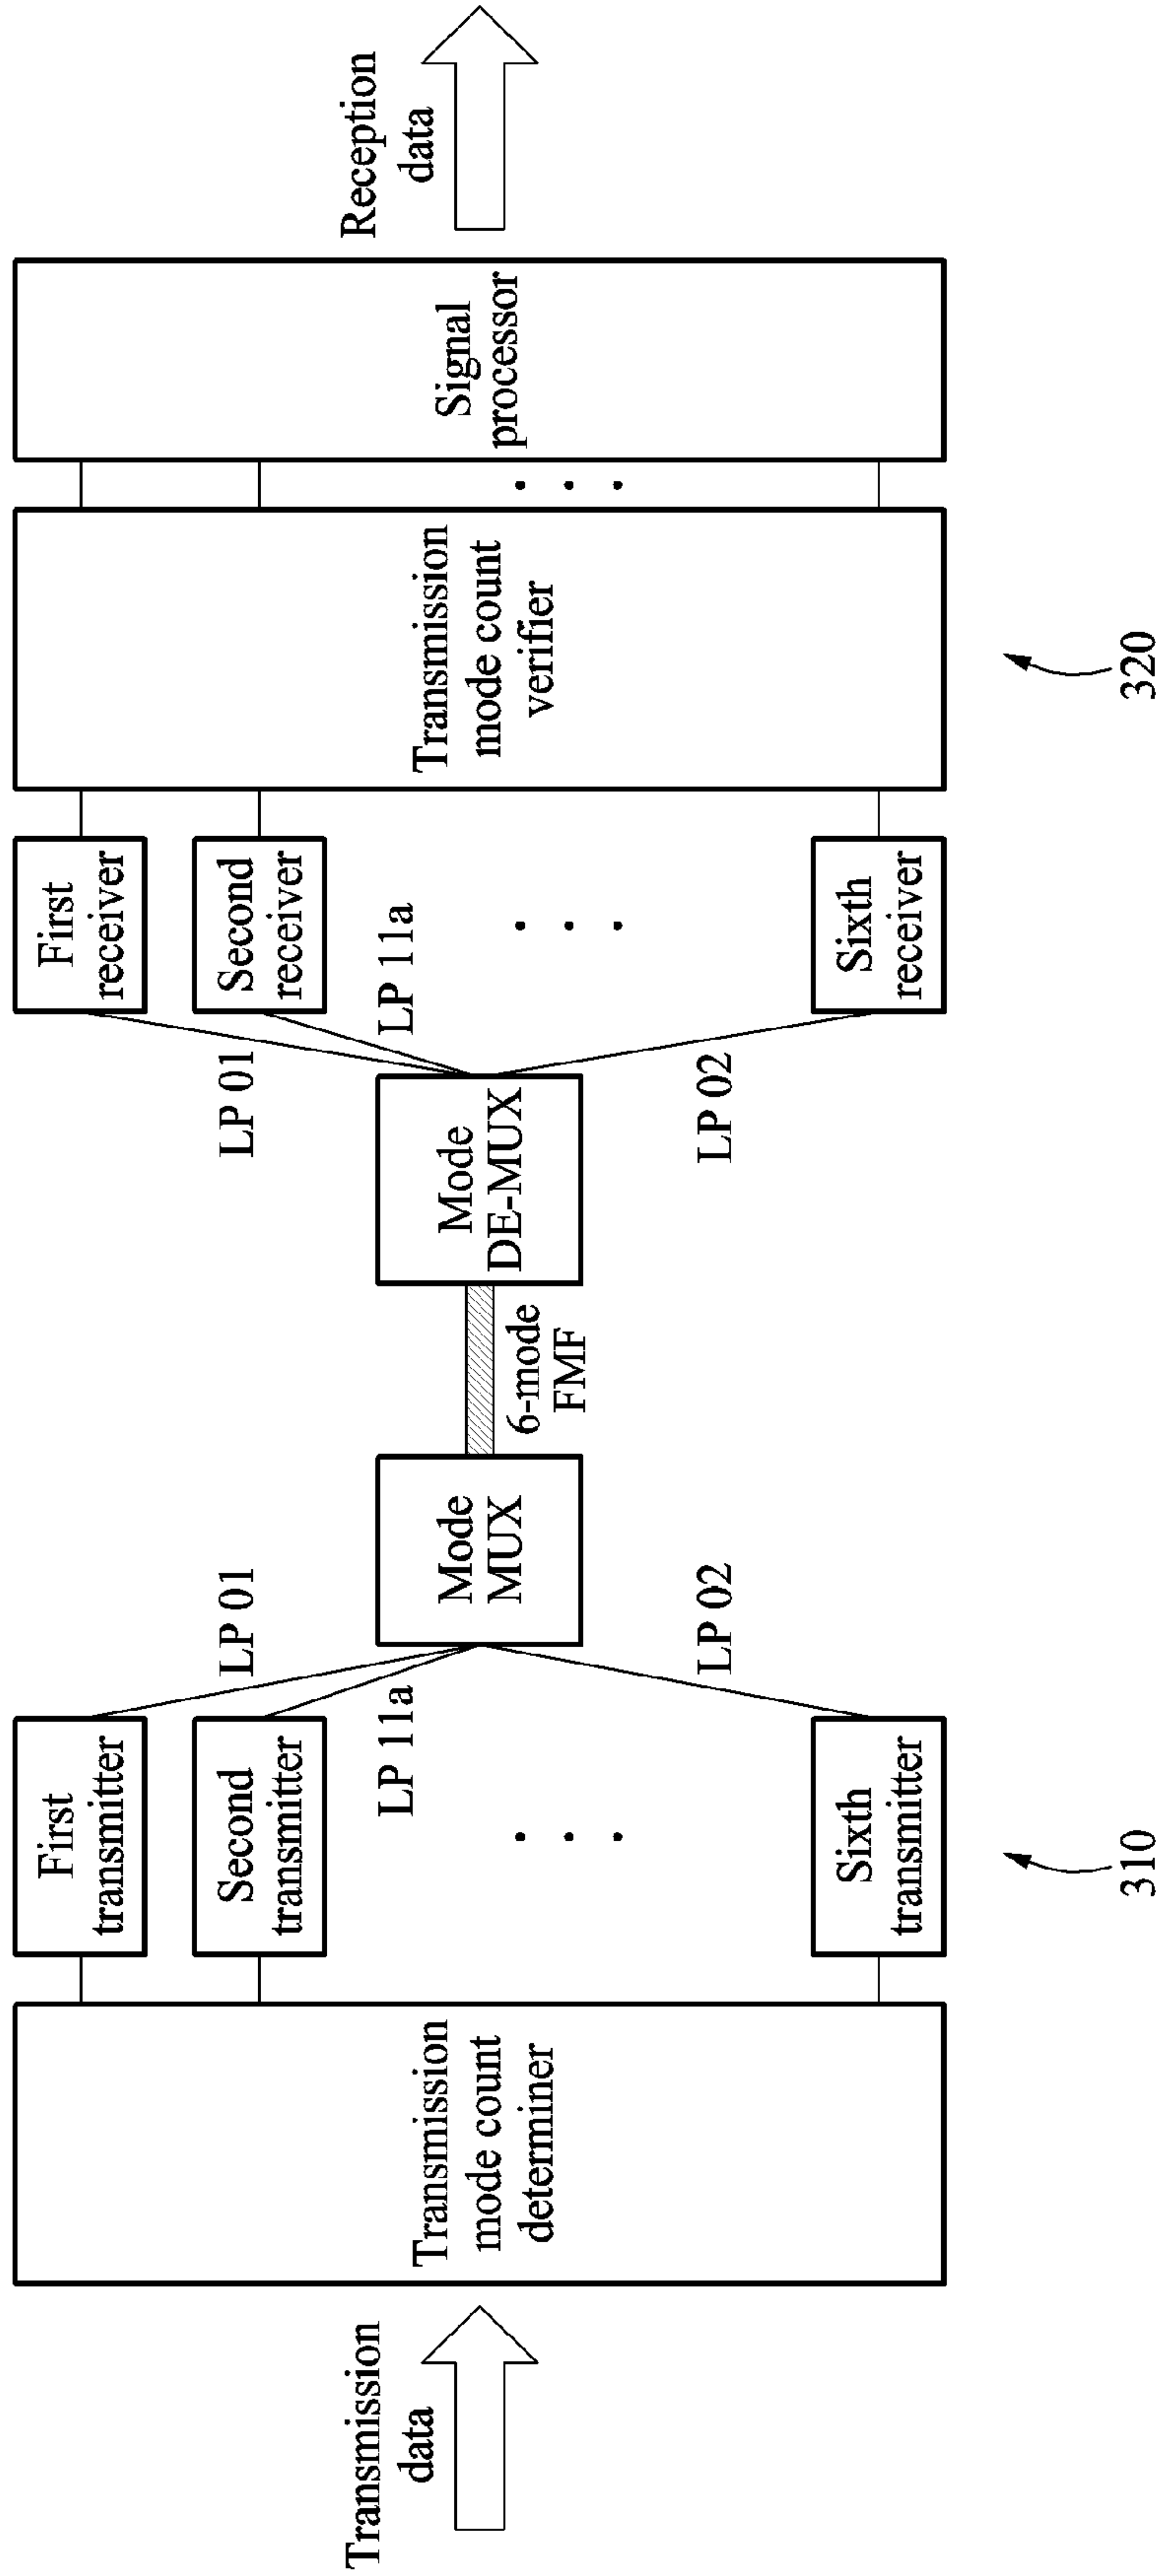 Transmission
data
Transmission
mode count
determiner
First
transmitter
Second
transmitter
. . .
Sixth
transmitter
310
LP 01
LP 11a
LP 02
Mode
MUX
6-mode
FMF
Mode
DE-MUX
LP 01
LP 11a
LP 02
First
receiver
Second
receiver
. . .
Sixth
receiver
Transmission
mode count
verifier
320
. . .
Signal
processor
Reception
data